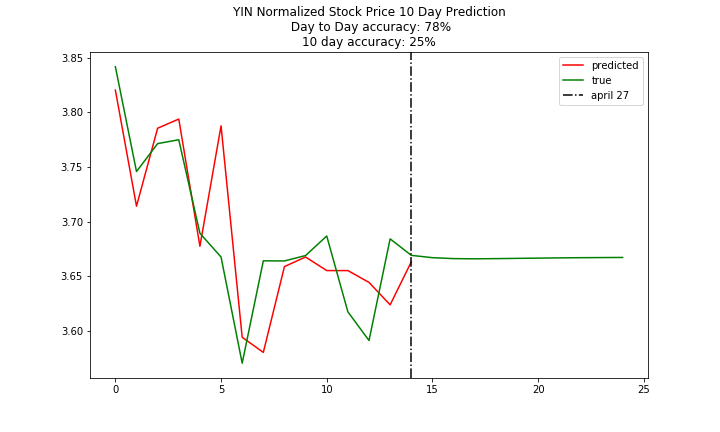 YIN Normalized Stock Price 10 Day Prediction
Day to Day accuracy: 78%
10 day accuracy: 25%
predicted
true
april 27
3.85
3.80
3.75
3.70
3.65
3.60
0 5 10 15 20 25